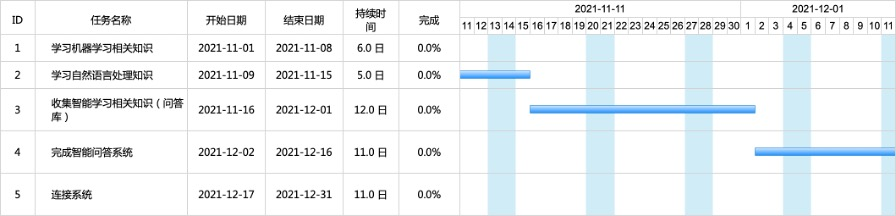 2021-11-11 2021-12-01
ID 任务名称 开始日期 结束日期 持续时间 完成
11 12 13 14 15 16 17 18 19 20 21 22 23 24 25 26 27 28 29 30 1 2 3 4 5 6 7 8 9 10 11
1 学习机器学习相关知识 2021-11-01 2021-11-08 6.0 日 0.0%
2 学习自然语言处理知识 2021-11-09 2021-11-15 5.0 日 0.0%
3 收集智能学习相关知识（问答
库） 2021-11-16 2021-12-01 12.0 日 0.0%
4 完成智能问答系统 2021-12-02 2021-12-16 11.0 日 0.0%
5 连接系统 2021-12-17 2021-12-31 11.0 日 0.0%